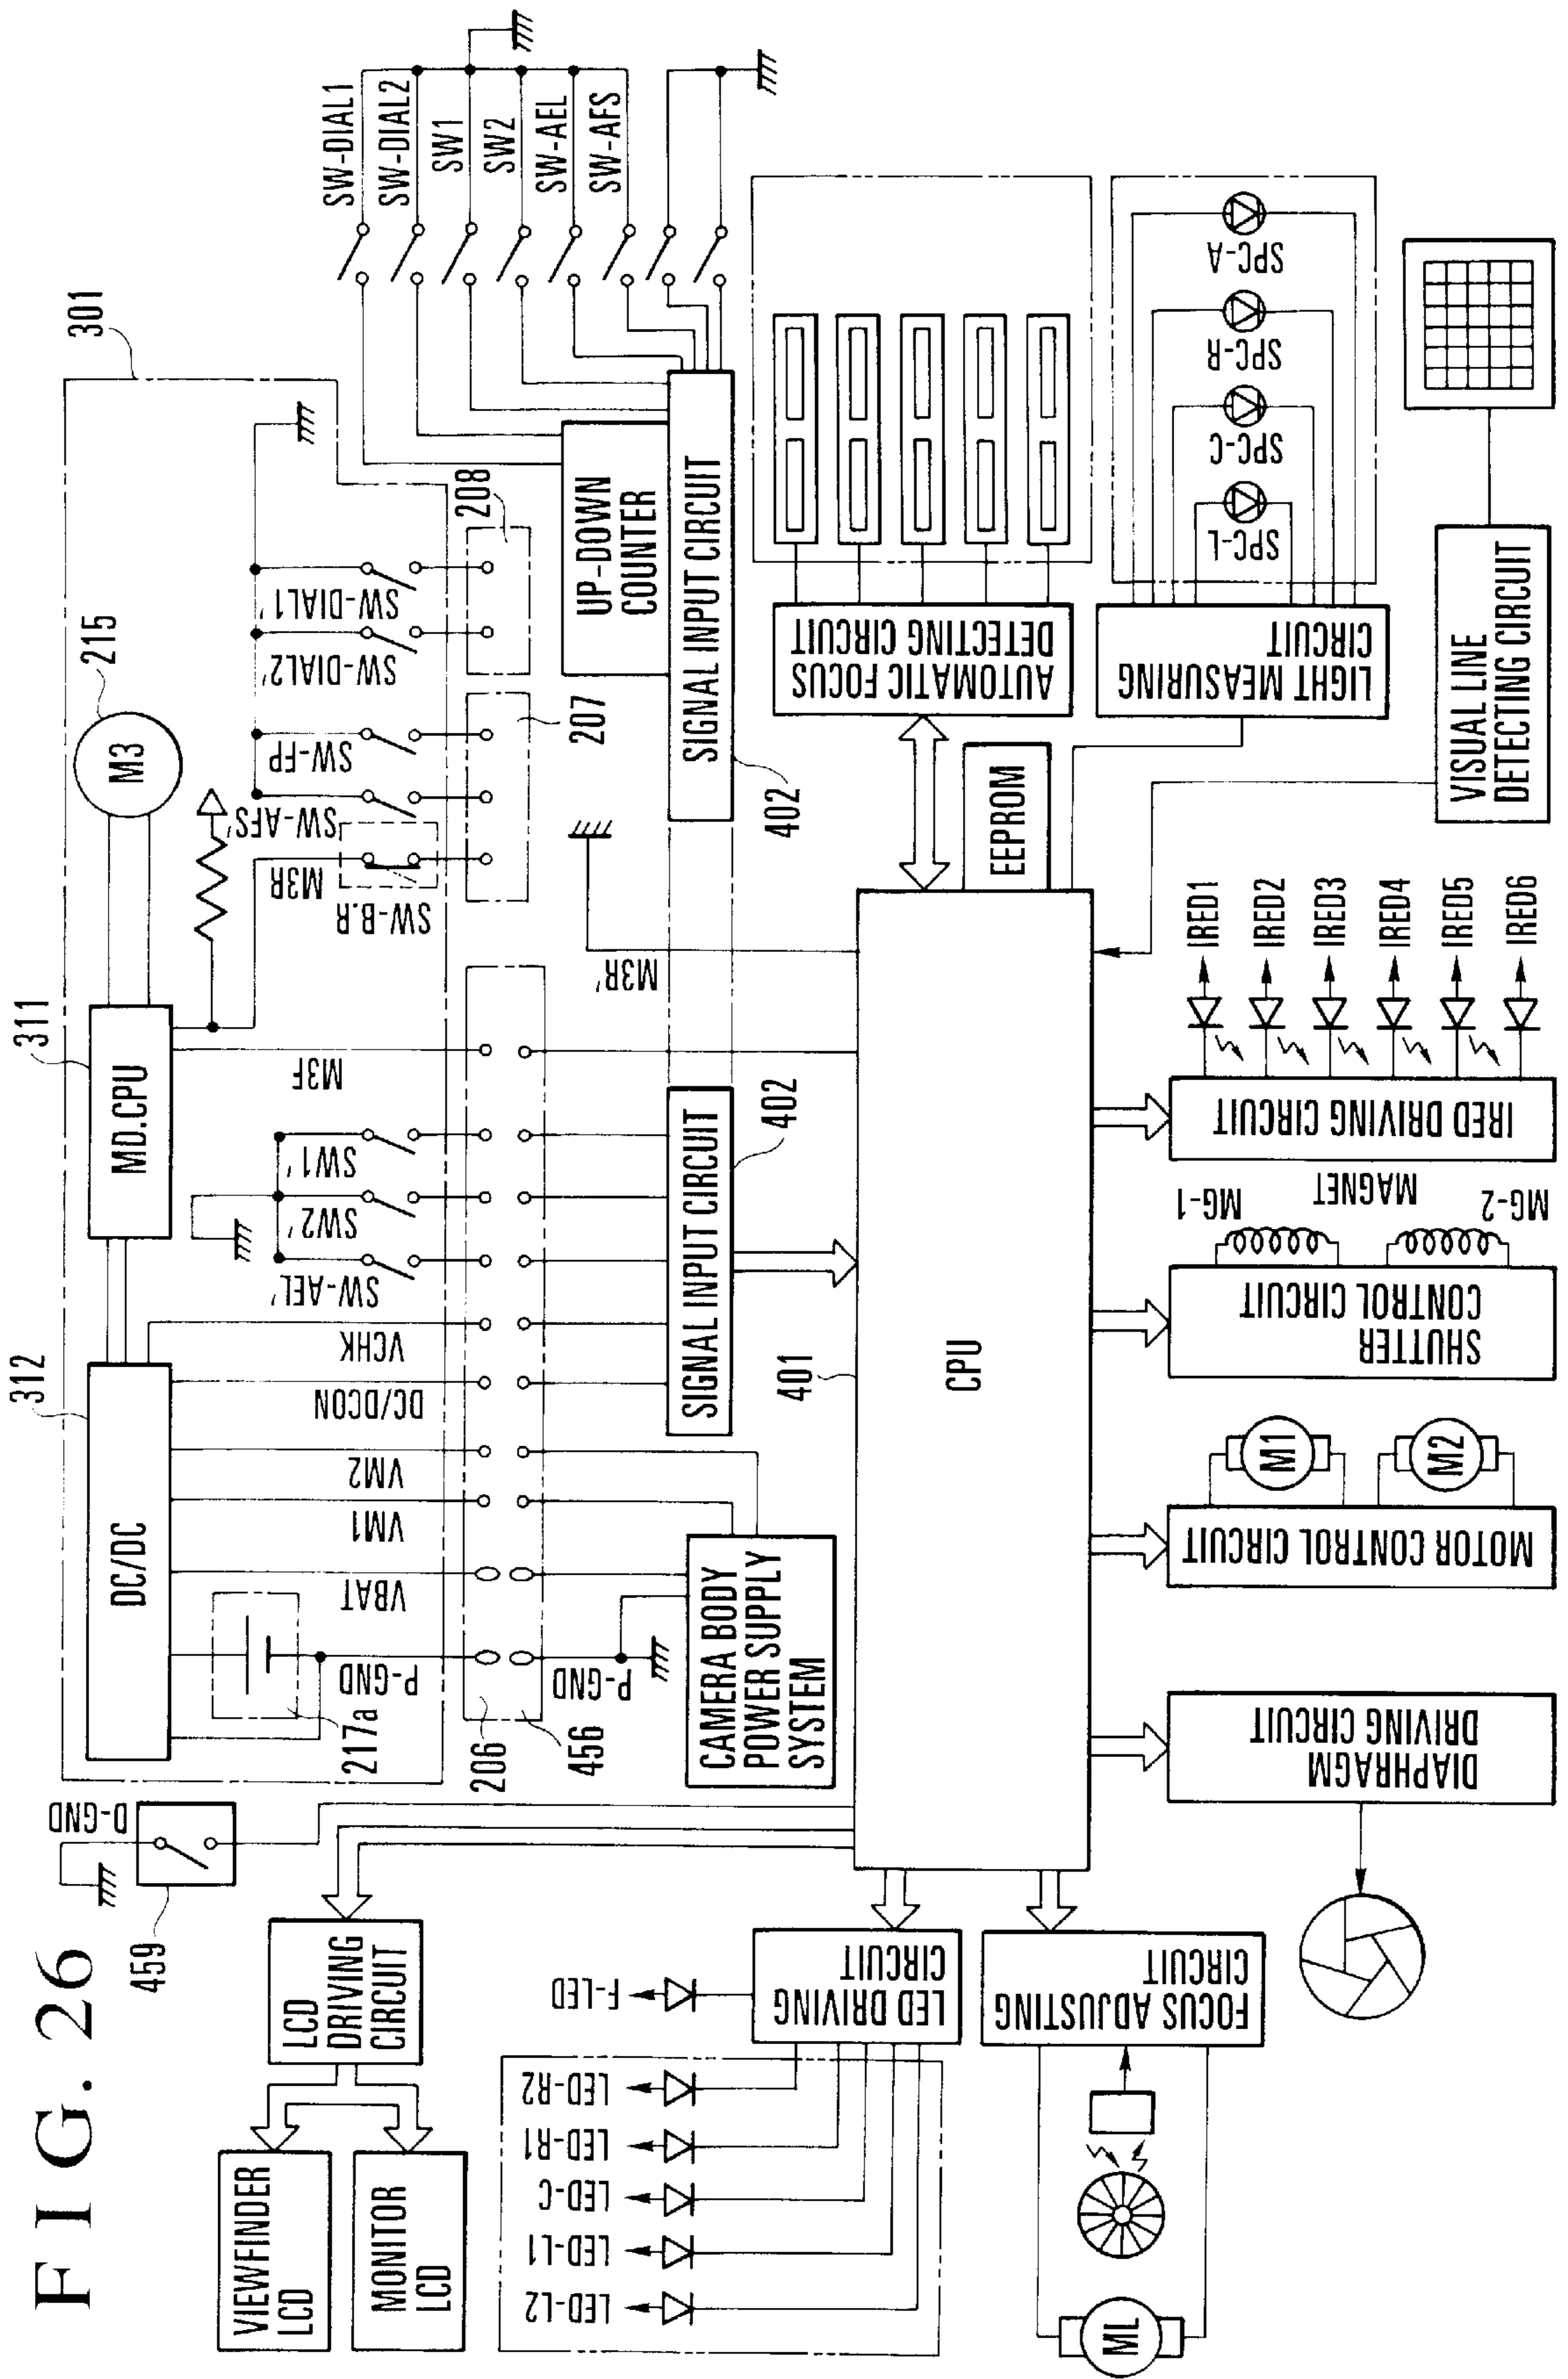 FIG. 26
459
D-GND
312
311
215
301
DC/DC
MD.CPU
M3
217a
P-GND
VBAT
VM1
VM2
DC/DCON
VCHK
SW-AEL'
SW2'
SW1'
M3F
M3R
SW-B.R
SW-AFS'
SW-FP
SW-DIAL2'
SW-DIAL1'
206
456
207
208
SW-DIAL1
SW-DIAL2
SW1
SW2
SW-AEL
SW-AFS
P-GND
CAMERA BODY
POWER SUPPLY
SYSTEM
SIGNAL INPUT CIRCUIT
402
M3R'
UP-DOWN
COUNTER
SIGNAL INPUT CIRCUIT
402
LCD
DRIVING
CIRCUIT
VIEWFINDER
LCD
MONITOR
LCD
401
CPU
EEPROM
AUTOMATIC FOCUS
DETECTING CIRCUIT
LIGHT MEASURING
CIRCUIT
SPC-L
SPC-C
SPC-R
SPC-A
VISUAL LINE
DETECTING CIRCUIT
F-LED
LED-L2
LED-L1
LED-C
LED-R1
LED-R2
LED DRIVING
CIRCUIT
FOCUS ADJUSTING
CIRCUIT
ML
DIAPHRAGM
DRIVING CIRCUIT
MOTOR CONTROL CIRCUIT
M1
M2
SHUTTER
CONTROL CIRCUIT
MG-1
MAGNET
MG-2
IRED DRIVING CIRCUIT
IRED1
IRED2
IRED3
IRED4
IRED5
IRED6